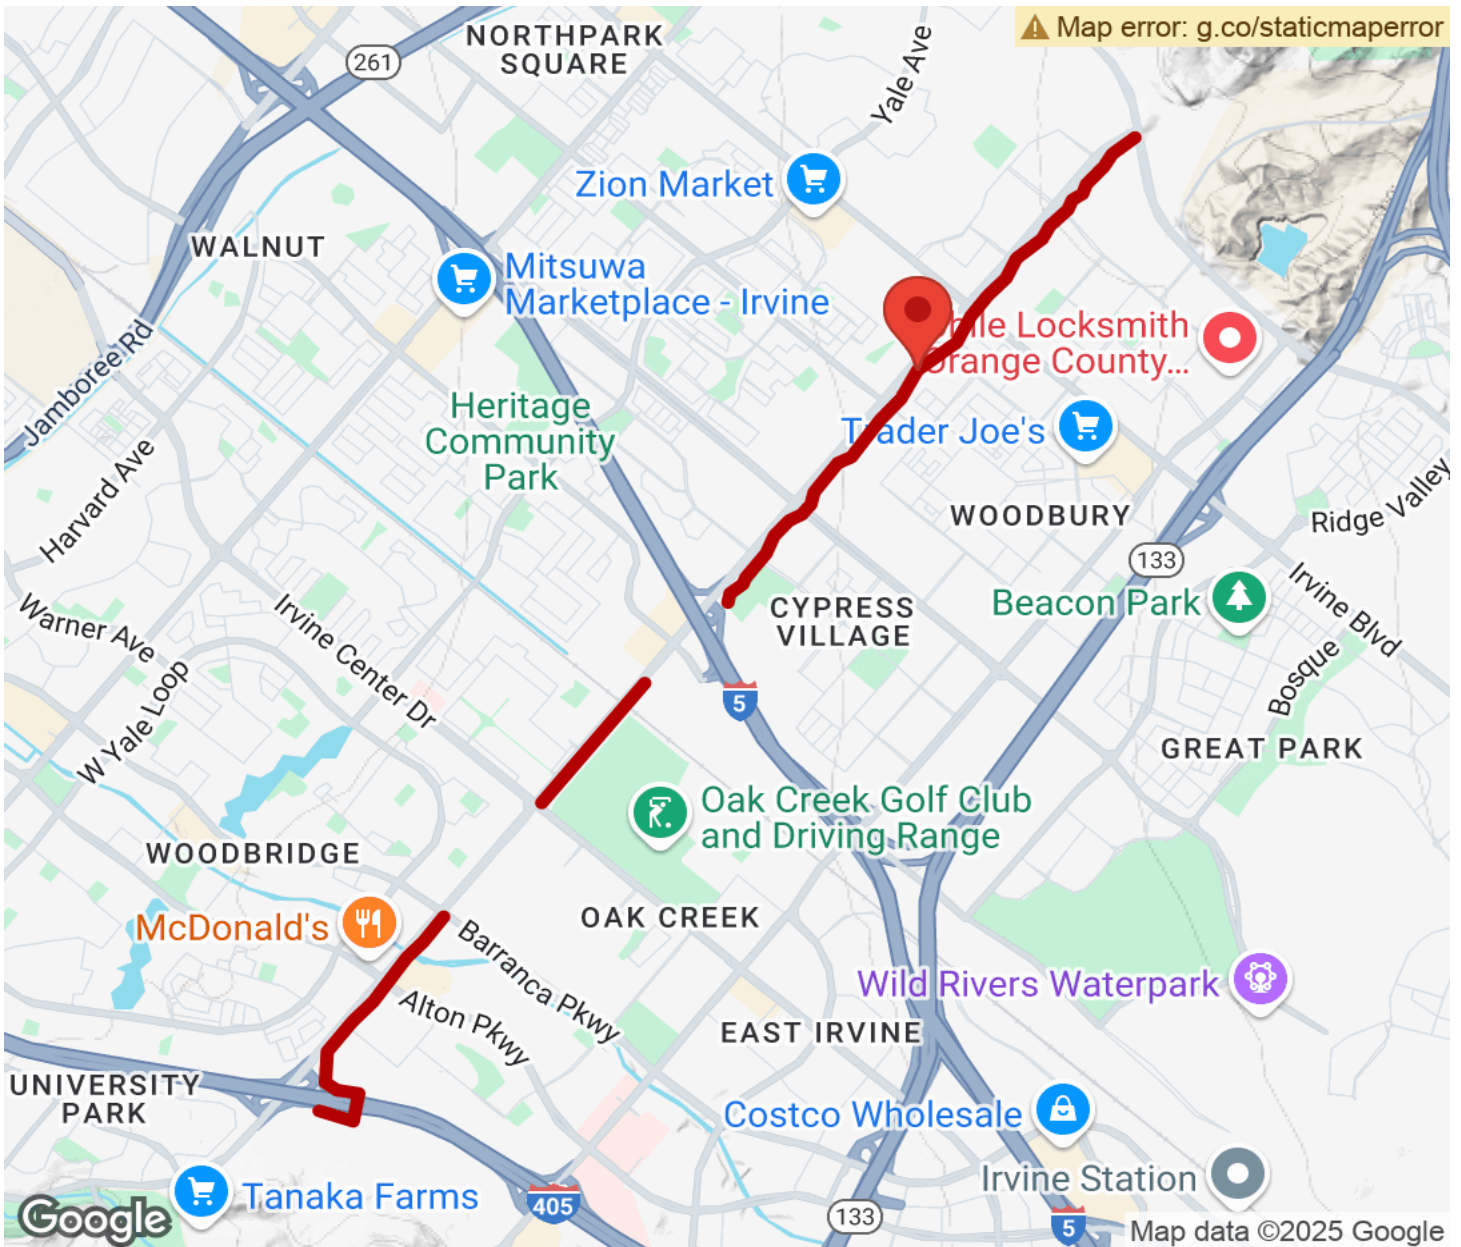 Map error: g.co/staticmaperror
NORTHPARK
SQUARE
261
Yale Ave
Zion Market
WALNUT
Mitsuwa
Marketplace - Irvine
Jamboree Rd
Locksmith
Orange County...
Heritage
Community
Park
Trader Joe's
Harvard Ave
WOODBURY
Ridge Valley
133
Irvine Blvd
Beacon Park
CYPRESS
VILLAGE
Warner Ave
Irvine Center Dr
W Yale Loop
Bosque
5
GREAT PARK
Oak Creek Golf Club
and Driving Range
WOODBRIDGE
McDonald's
OAK CREEK
Barranca Pkwy
Alton Pkwy
Wild Rivers Waterpark
EAST IRVINE
UNIVERSITY
PARK
Costco Wholesale
Irvine Station
Tanaka Farms
405
133
5
Google
Map data ©2025 Google